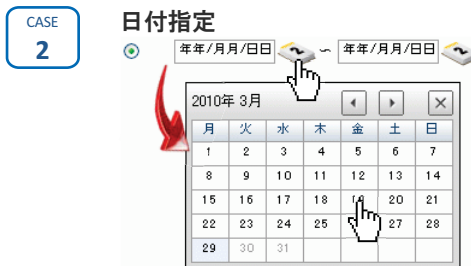 CASE
2
日付指定
年年/月月/日日 ～ 年年/月月/日日
2010年 3月
月 火 水 木 金 土 日
1 2 3 4 5 6 7
8 9 10 11 12 13 14
15 16 17 18 19 20 21
22 23 24 25 27 28
29 30 31